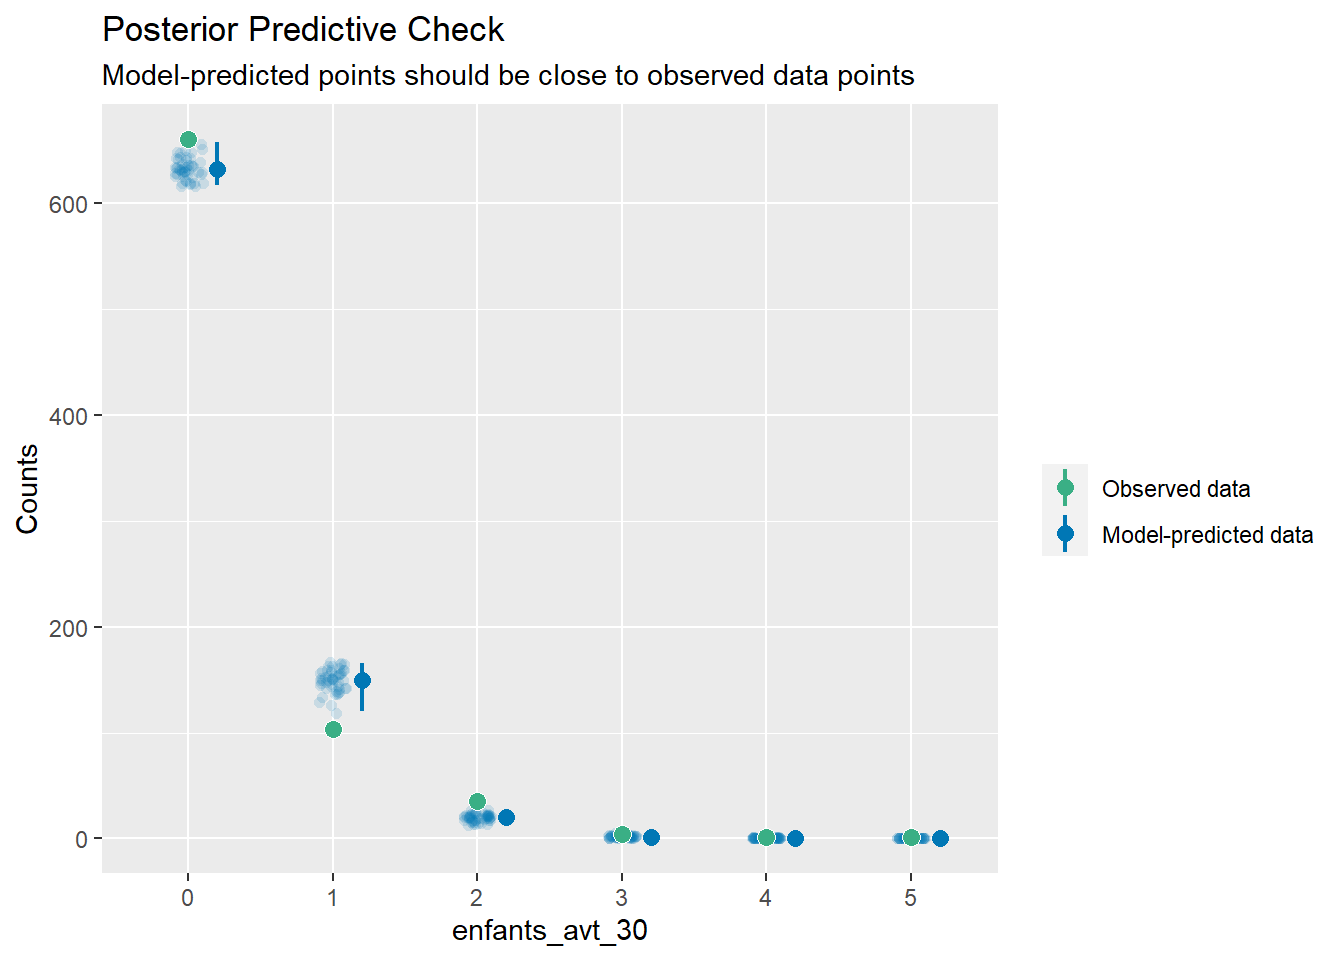 Posterior Predictive Check
Model-predicted points should be close to observed data points
Counts
600
400
200
0
0 1 2 3 4 5
enfants_avt_30
Observed data
Model-predicted data